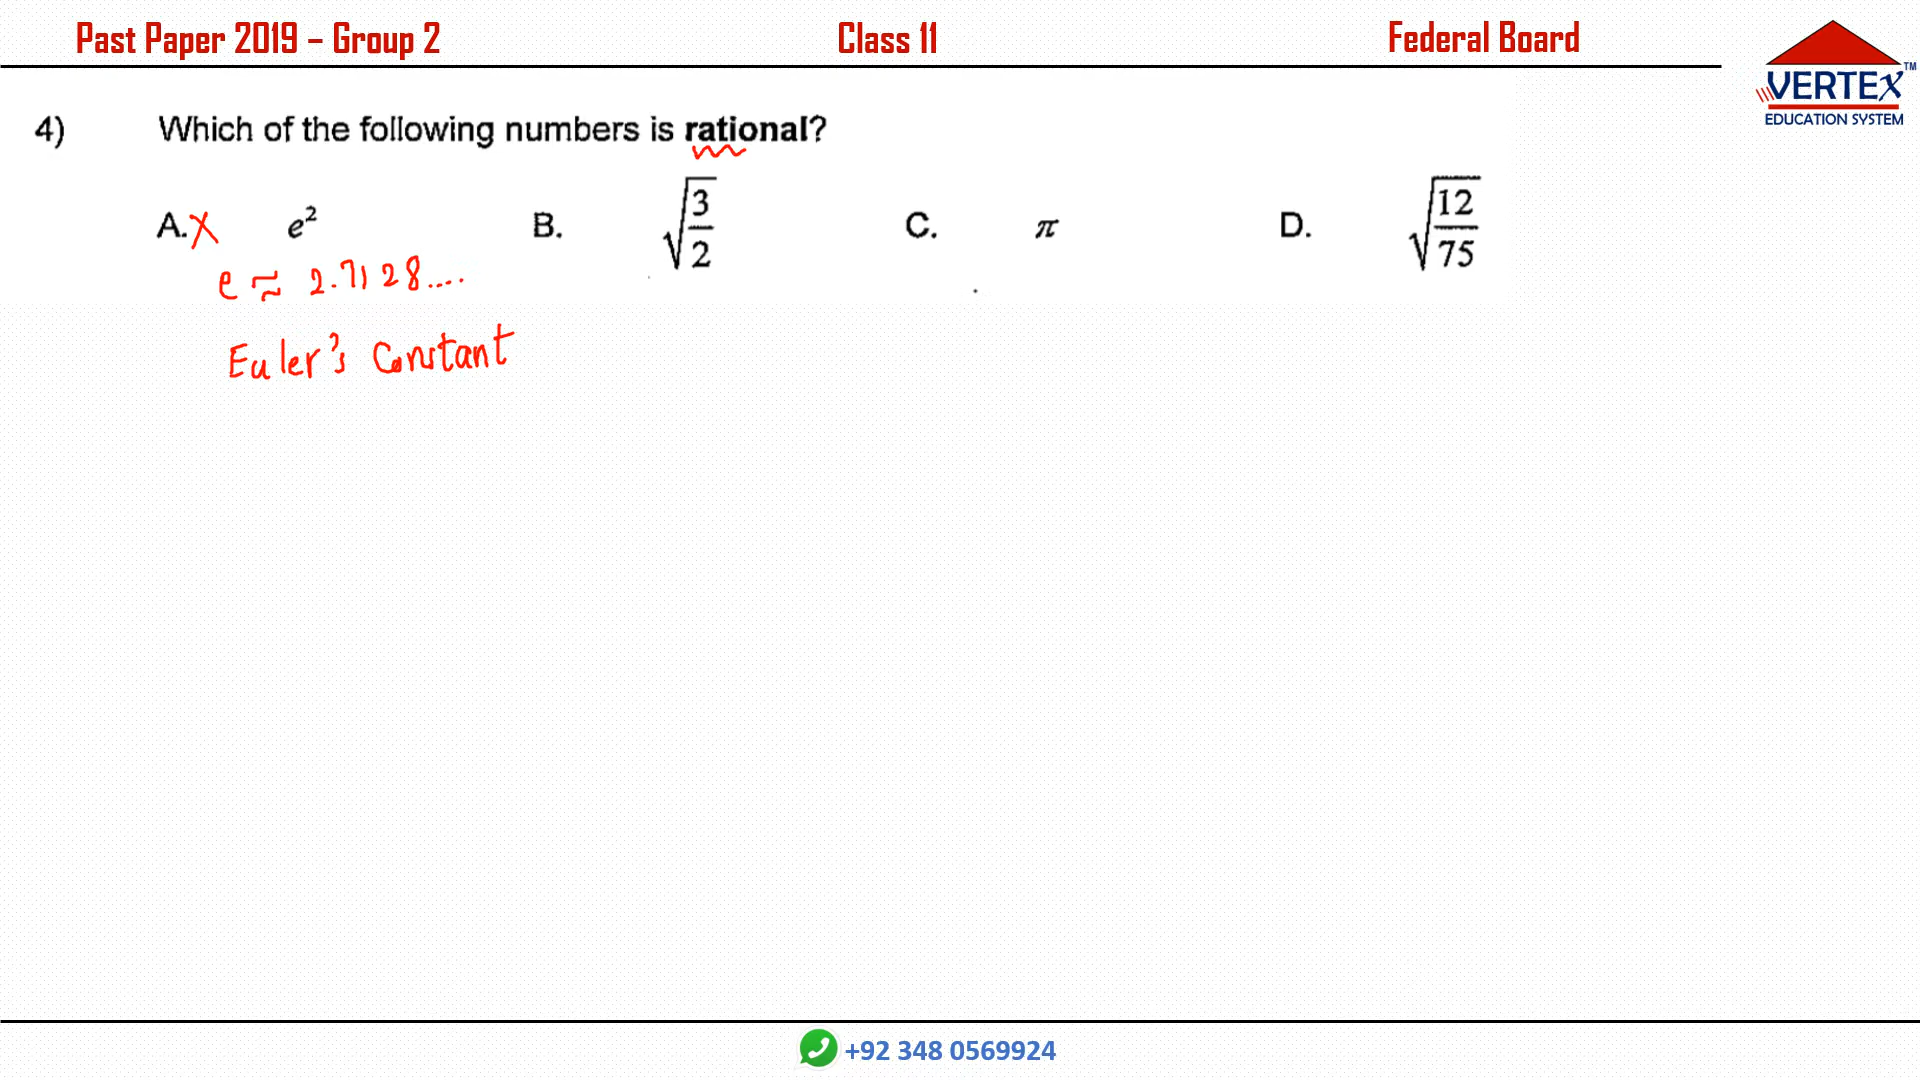 Past Paper 2019 – Group 2 Class 11 Federal Board
VERTEX™
EDUCATION SYSTEM
4) Which of the following numbers is rational?
A. X e² B. √(3/2) C. π D. √(12/75)
e ≈ 2.7128....
Euler's Constant
+92 348 0569924